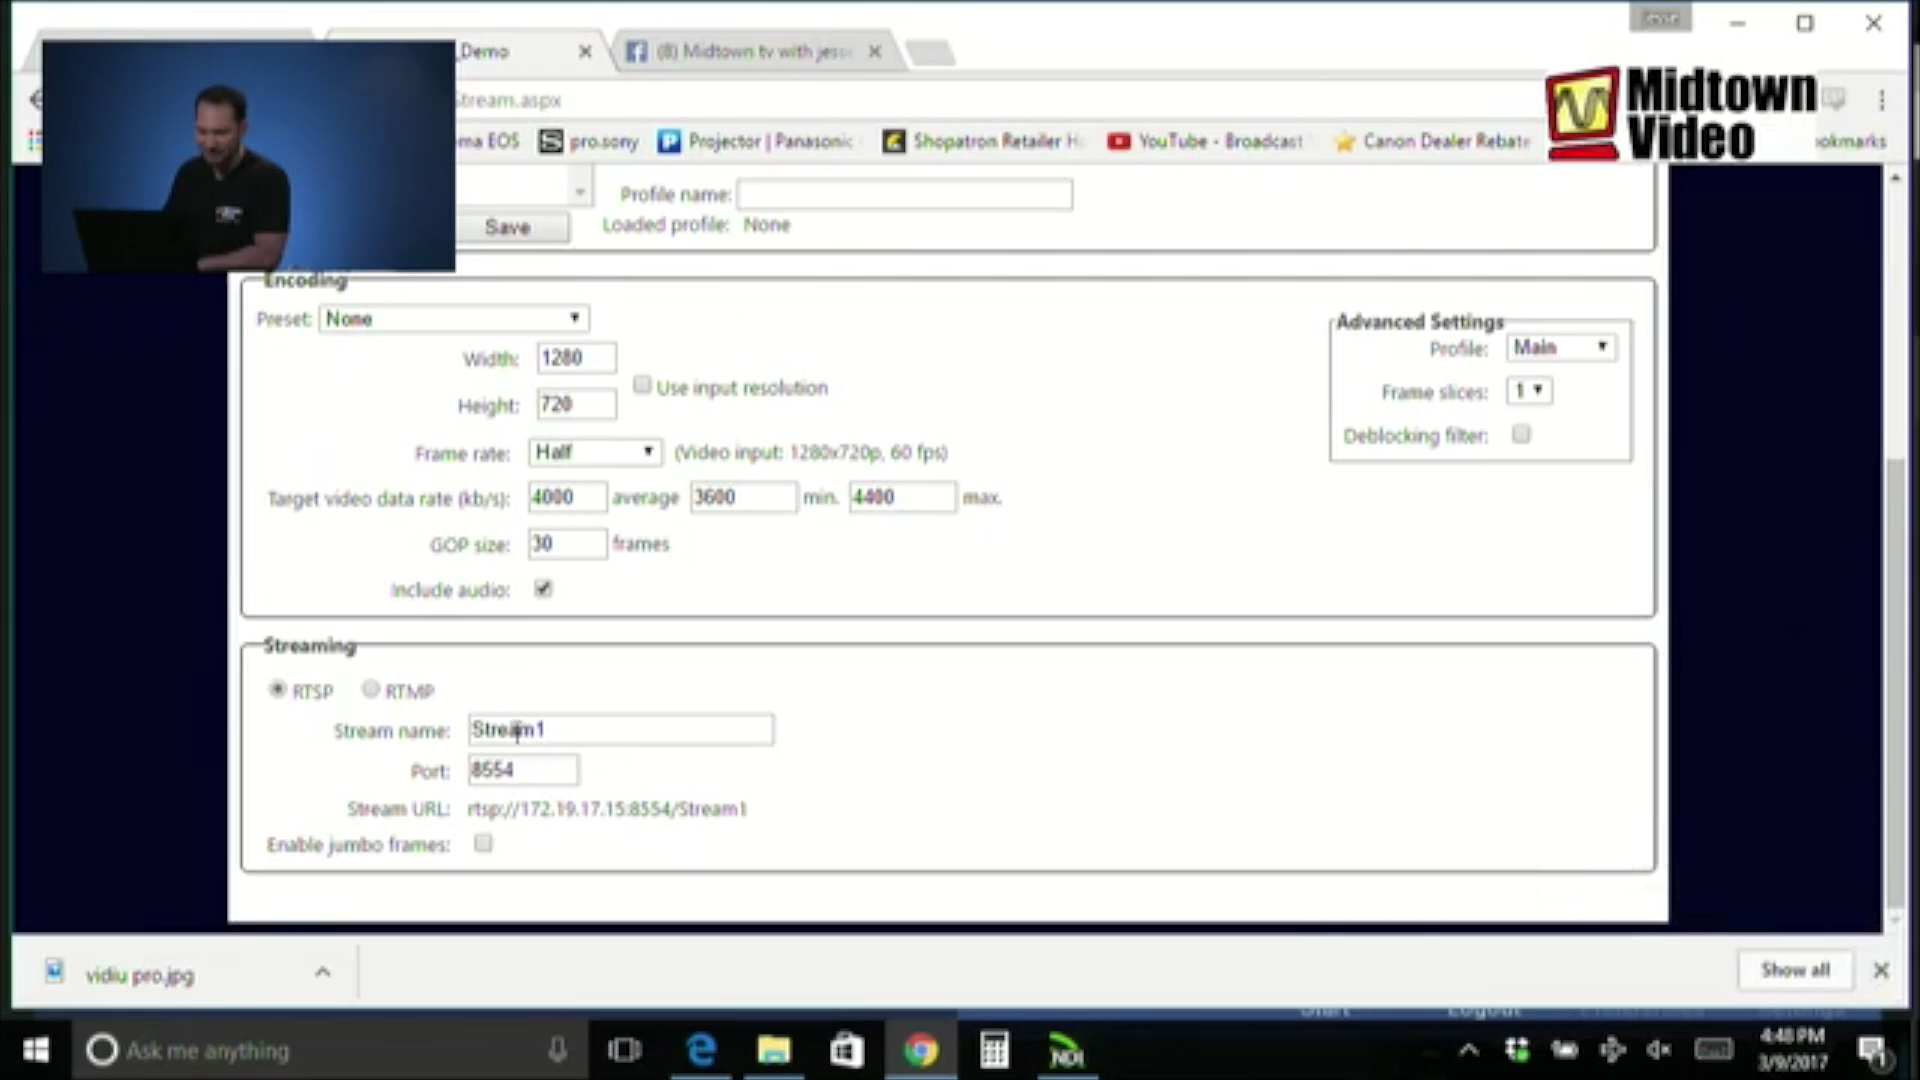 _Demo
(8) Midtown tv with jess
Stream.aspx
Midtown
Video
ma EOS
pro.sony
Projector | Panasonic
Shopatron Retailer H
YouTube - Broadcast
Canon Dealer Rebate
ookmarks
Profile name:
Save
Loaded profile: None
Encoding
Preset: None
Width: 1280
Use input resolution
Height: 720
Frame rate: Half (Video input: 1280x720p, 60 fps)
Target video data rate (kb/s): 4000 average 3600 min. 4400 max.
GOP size: 30 frames
Include audio:
Advanced Settings
Profile: Main
Frame slices: 1
Deblocking filter:
Streaming
RTSP RTMP
Stream name: Stream1
Port: 8554
Stream URL: rtsp://172.19.17.15:8554/Stream1
Enable jumbo frames:
vidiu pro.jpg
Show all
Ask me anything
NDI
4:48 PM
3/9/2017
1